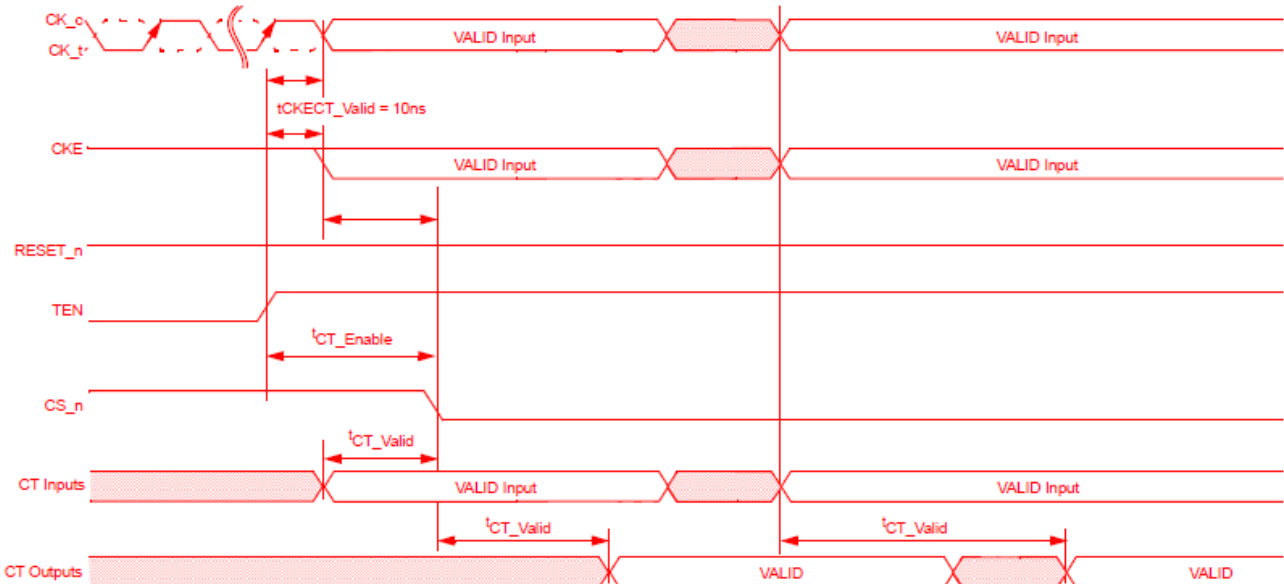 CK_c
CK_t
VALID Input
VALID Input
tCKECT_Valid = 10ns
CKE
VALID Input
VALID Input
RESET_n
TEN
tCT_Enable
CS_n
tCT_Valid
CT Inputs
VALID Input
VALID Input
tCT_Valid
tCT_Valid
CT Outputs
VALID
VALID